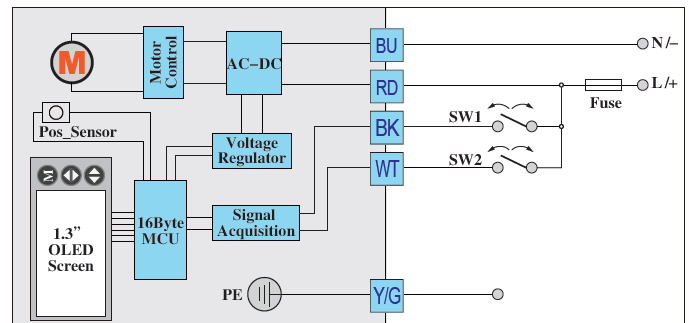 M
Motor
Control
AC-DC
BU
N/-
RD
L/+
Fuse
Pos_Sensor
BK
SW1
Voltage
Regulator
WT
SW2
M
1.3”
OLED
Screen
16Byte
MCU
Signal
Acquisition
PE
Y/G